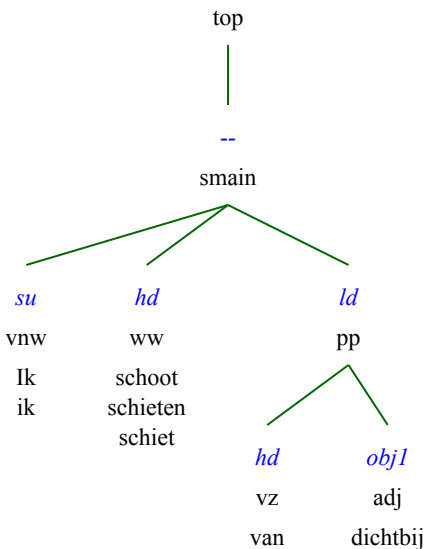 top
--
smain
su hd ld
vnw ww pp
Ik schoot
ik schieten
schiet
hd obj1
vz adj
van dichtbij